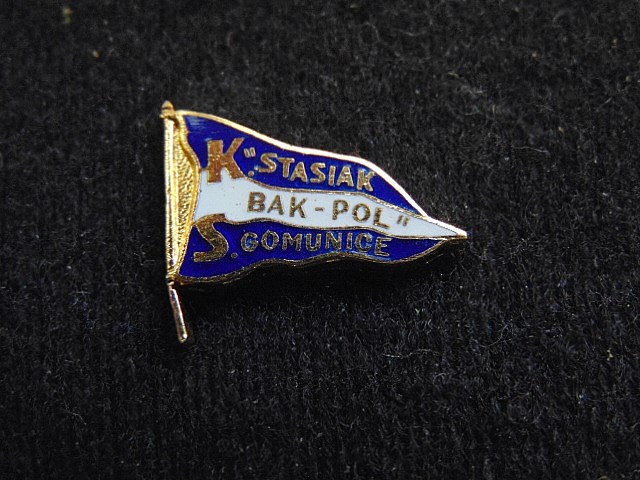 K. "STASIAK
BAK-POL"
S. GOMUNICE